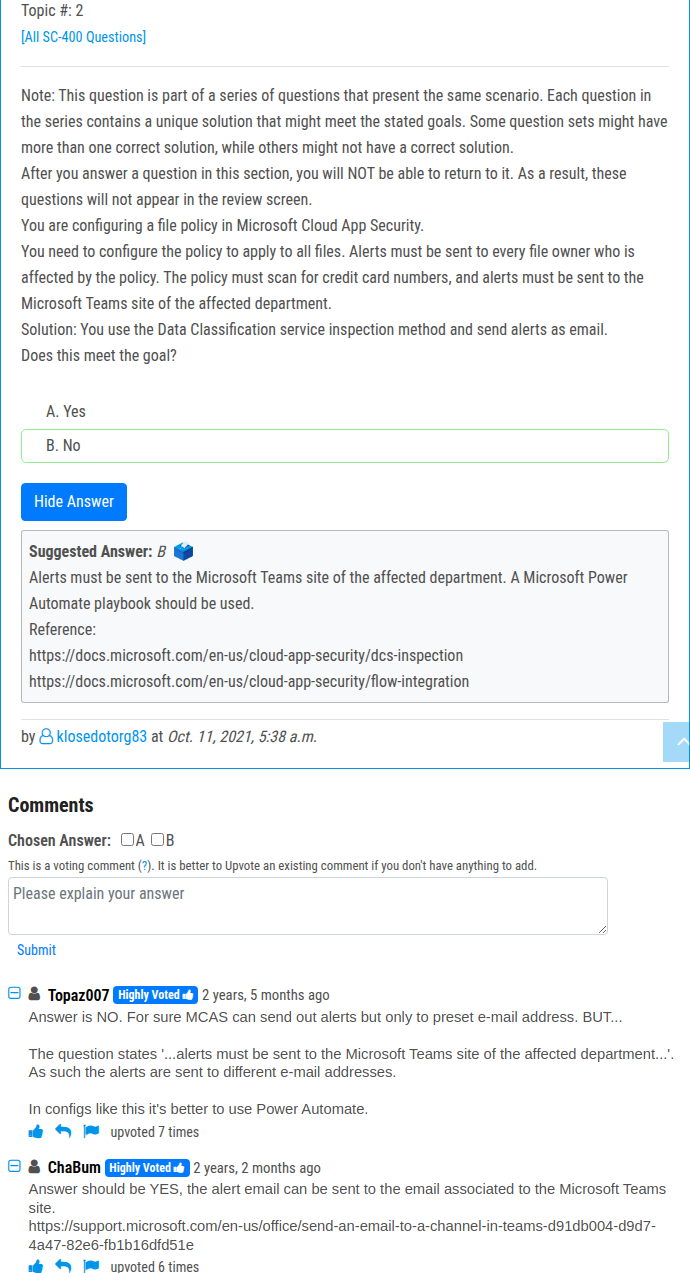 Topic #: 2
[All SC-400 Questions]
Note: This question is part of a series of questions that present the same scenario. Each question in
the series contains a unique solution that might meet the stated goals. Some question sets might have
more than one correct solution, while others might not have a correct solution.
After you answer a question in this section, you will NOT be able to return to it. As a result, these
questions will not appear in the review screen.
You are configuring a file policy in Microsoft Cloud App Security.
You need to configure the policy to apply to all files. Alerts must be sent to every file owner who is
affected by the policy. The policy must scan for credit card numbers, and alerts must be sent to the
Microsoft Teams site of the affected department.
Solution: You use the Data Classification service inspection method and send alerts as email.
Does this meet the goal?
A. Yes
B. No
Hide Answer
Suggested Answer: B
Alerts must be sent to the Microsoft Teams site of the affected department. A Microsoft Power
Automate playbook should be used.
Reference:
https://docs.microsoft.com/en-us/cloud-app-security/dcs-inspection
https://docs.microsoft.com/en-us/cloud-app-security/flow-integration
by klosedotorg83 at Oct. 11, 2021, 5:38 a.m.
Comments
Chosen Answer: A B
This is a voting comment (?). It is better to Upvote an existing comment if you don't have anything to add.
Please explain your answer
Submit
Topaz007 Highly Voted 2 years, 5 months ago
Answer is NO. For sure MCAS can send out alerts but only to preset e-mail address. BUT...
The question states '...alerts must be sent to the Microsoft Teams site of the affected department...'.
As such the alerts are sent to different e-mail addresses.
In configs like this it's better to use Power Automate.
upvoted 7 times
ChaBum Highly Voted 2 years, 2 months ago
Answer should be YES, the alert email can be sent to the email associated to the Microsoft Teams
site.
https://support.microsoft.com/en-us/office/send-an-email-to-a-channel-in-teams-d91db004-d9d7-
4a47-82e6-fb1b16dfd51e
upvoted 6 times